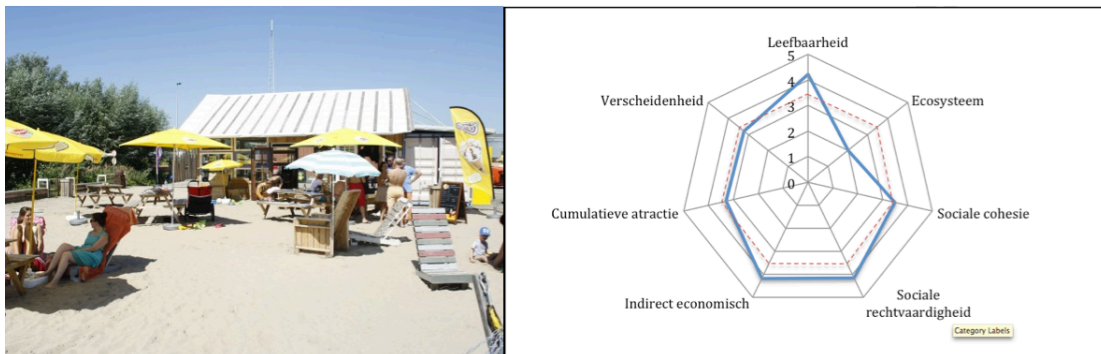 Leefbaarheid
5
4
3
2
1
0
Ecosysteem
Sociale cohesie
Sociale
rechtvaardigheid
Indirect economisch
Cumulatieve atractie
Verscheidenheid
Category Labels